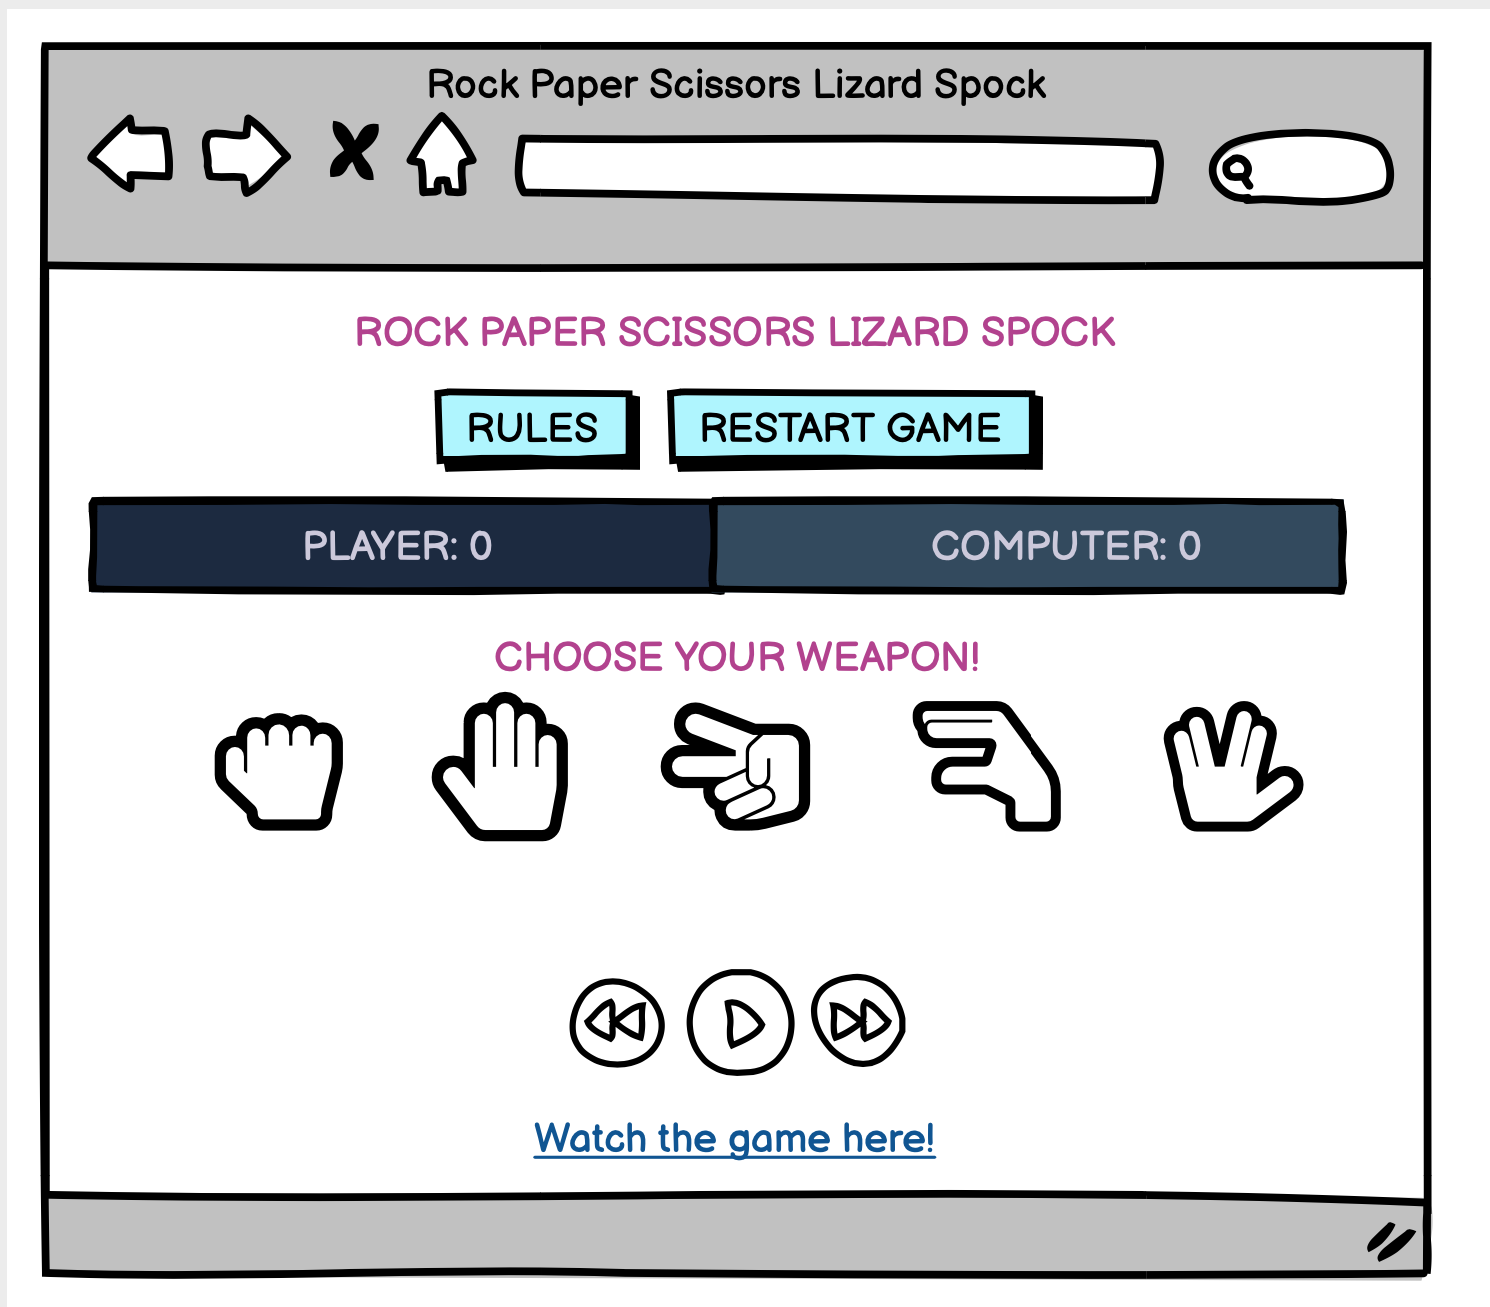 Rock Paper Scissors Lizard Spock
ROCK PAPER SCISSORS LIZARD SPOCK
RULES
RESTART GAME
PLAYER: 0
COMPUTER: 0
CHOOSE YOUR WEAPON!
Watch the game here!